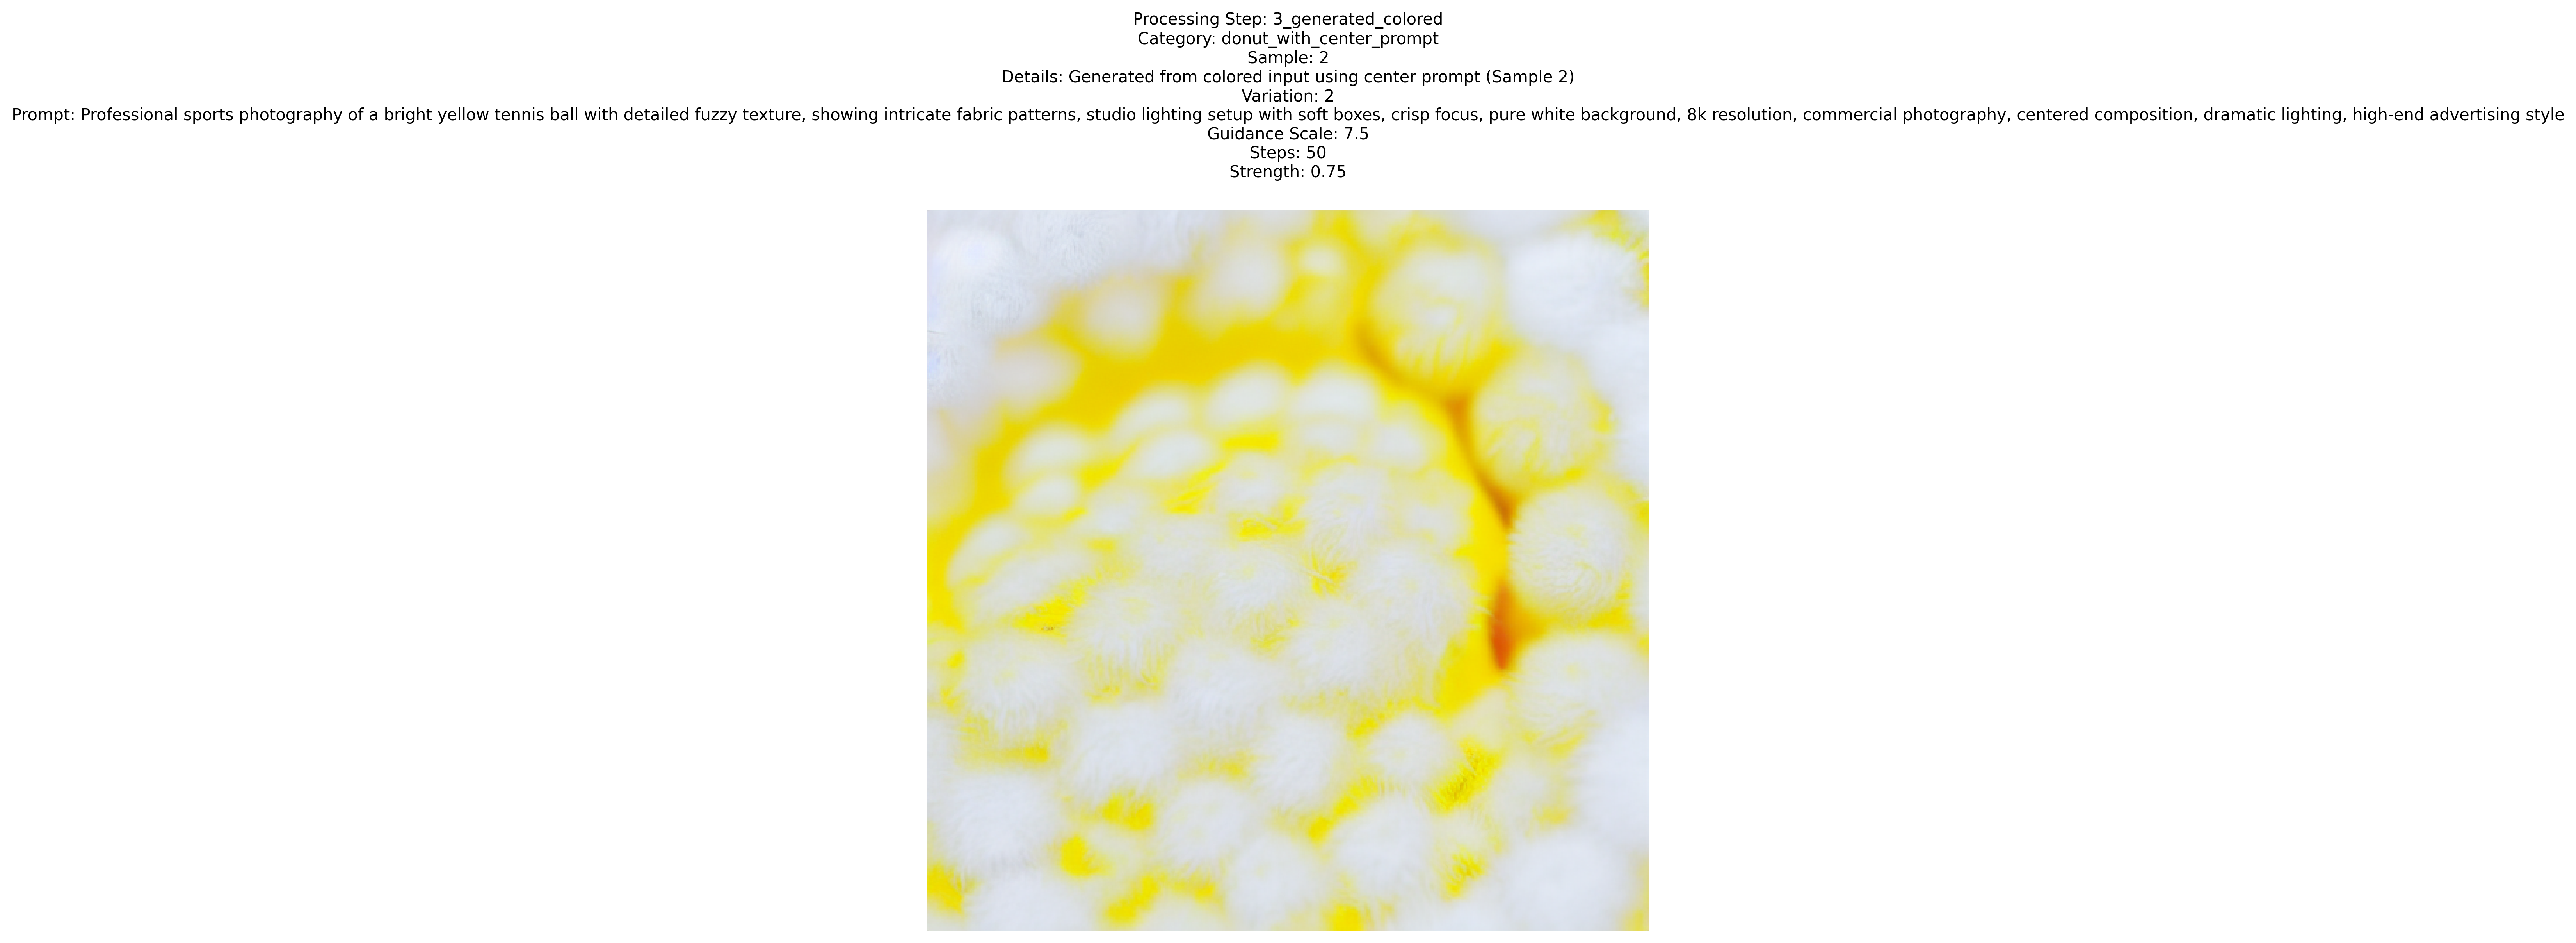 Processing Step: 3_generated_colored
Category: donut_with_center_prompt
Sample: 2
Details: Generated from colored input using center prompt (Sample 2)
Variation: 2
Prompt: Professional sports photography of a bright yellow tennis ball with detailed fuzzy texture, showing intricate fabric patterns, studio lighting setup with soft boxes, crisp focus, pure white background, 8k resolution, commercial photography, centered composition, dramatic lighting, high-end advertising style
Guidance Scale: 7.5
Steps: 50
Strength: 0.75